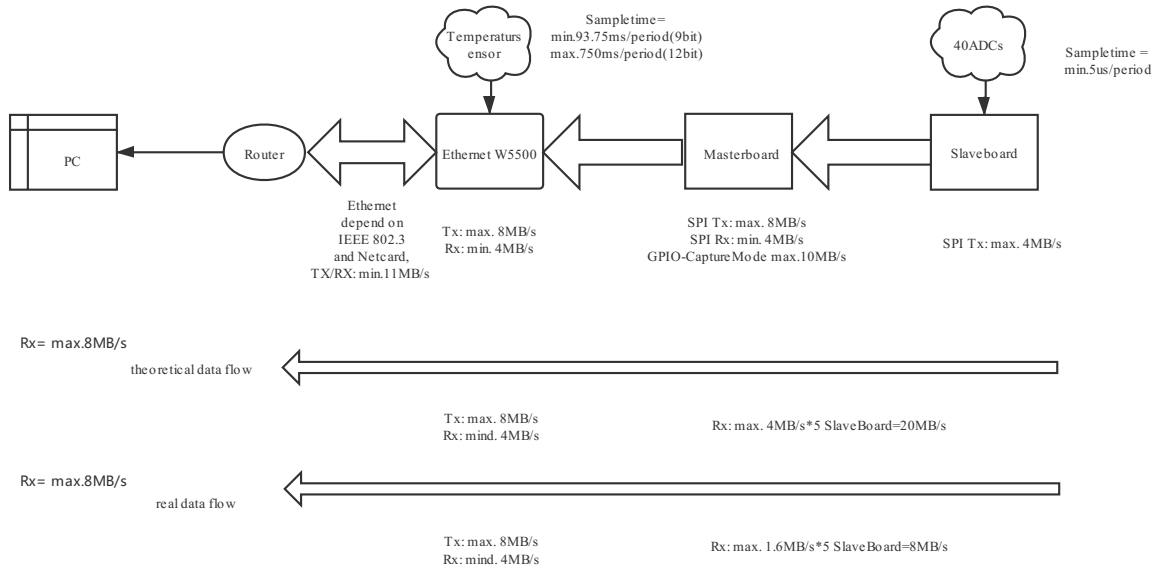 Temperaturs
ensor
Sampletime=
min.93.75ms/period(9bit)
max.750ms/period(12bit)
40ADCs
Sampletime =
min.5us/period
PC
Router
Ethernet W5500
Masterboard
Slaveboard
Ethernet
depend on
IEEE 802.3
and Netcard,
TX/RX: min.11MB/s
Tx: max. 8MB/s
Rx: min. 4MB/s
SPI Tx: max. 8MB/s
SPI Rx: min. 4MB/s
GPIO-CaptureMode max.10MB/s
SPI Tx: max. 4MB/s
Rx= max.8MB/s
theoretical data flow
Tx: max. 8MB/s
Rx: mind. 4MB/s
Rx: max. 4MB/s*5 SlaveBoard=20MB/s
Rx= max.8MB/s
real data flow
Tx: max. 8MB/s
Rx: mind. 4MB/s
Rx: max. 1.6MB/s*5 SlaveBoard=8MB/s